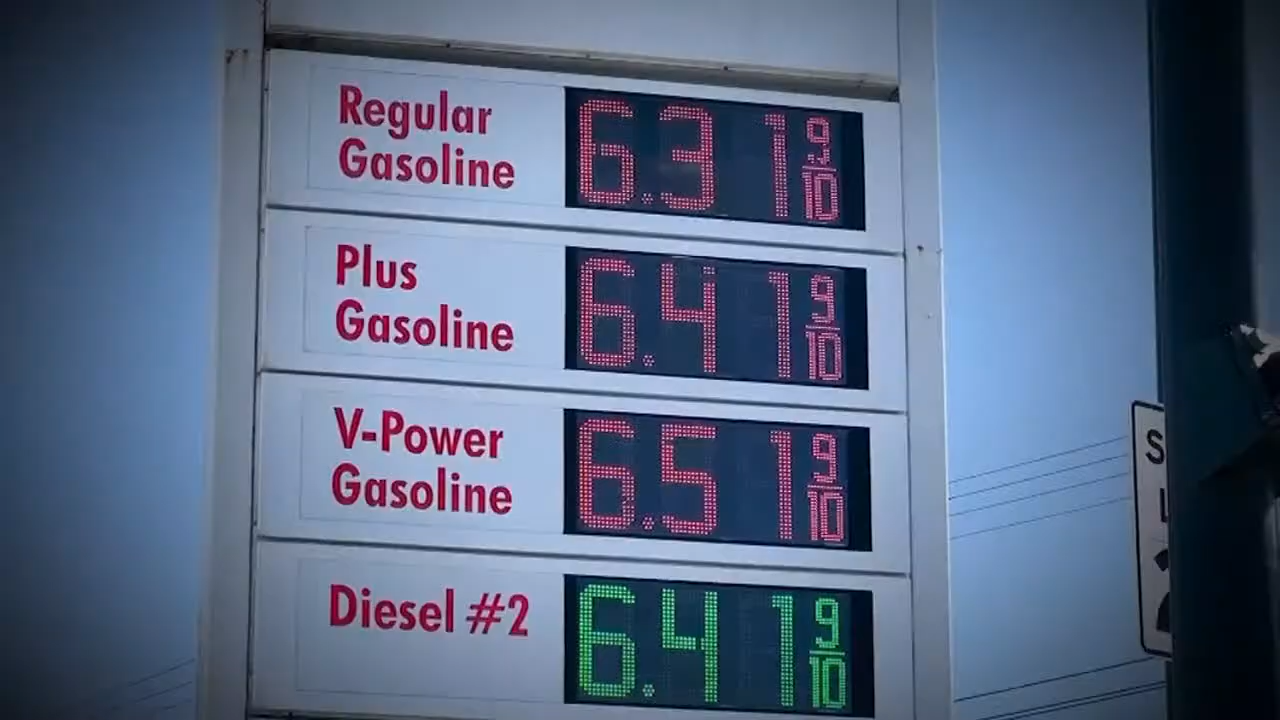 Regular
Gasoline
6.31 9/10
Plus
Gasoline
6.41 9/10
V-Power
Gasoline
6.51 9/10
Diesel #2
6.41 9/10
S
L